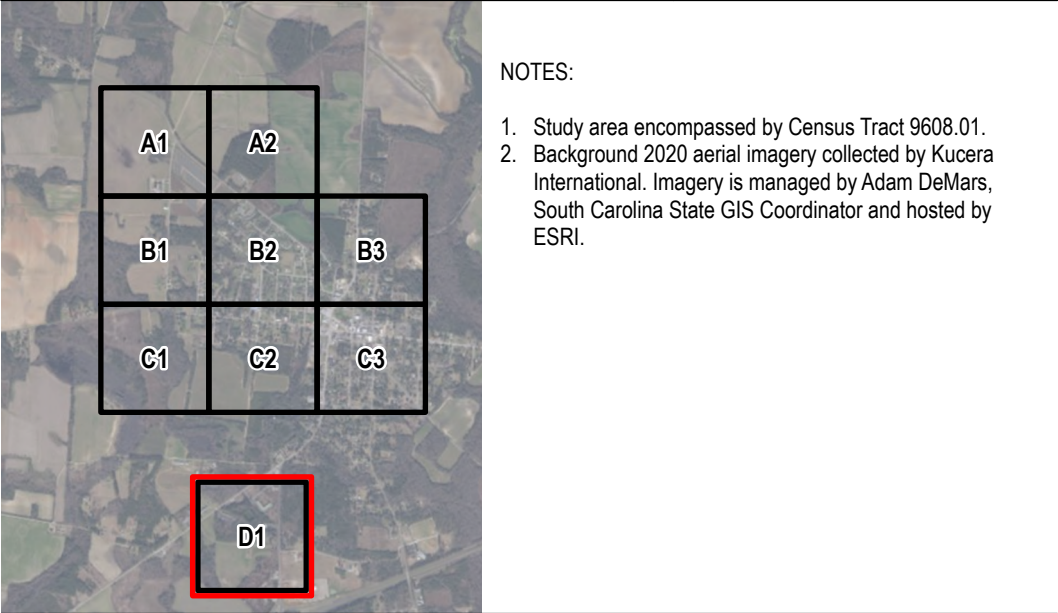 NOTES:
1. Study area encompassed by Census Tract 9608.01.
2. Background 2020 aerial imagery collected by Kucera
International. Imagery is managed by Adam DeMars,
South Carolina State GIS Coordinator and hosted by
ESRI.
A1 A2
B1 B2 B3
C1 C2 C3
D1